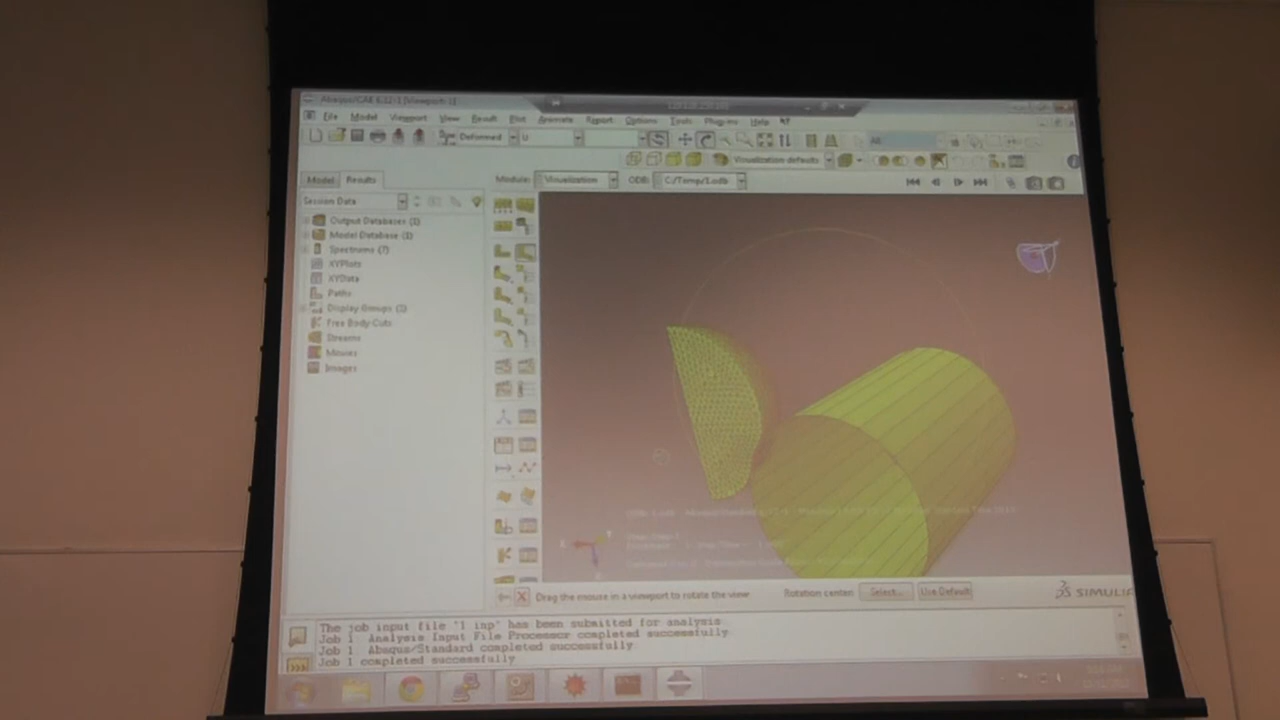 Abaqus/CAE 6.12-1 [Viewport: 1]
File Model Viewport View Result Plot Animate Report Options Tools Plug-ins Help
Deformed U All
Visualization defaults
Model Results Module: Visualization ODB: C:/Temp/1.odb
Session Data
Output Databases (1)
Model Database (1)
Spectrums (7)
XYPlots
XYData
Paths
Display Groups (1)
Free Body Cuts
Streams
Movies
Images
Drag the mouse in a viewport to rotate the view Rotation center: Select... Use Default
SIMULIA
The job input file "1.inp" has been submitted for analysis
Job 1 Analysis Input File Processor completed successfully
Job 1 Abaqus/Standard completed successfully
Job 1 completed successfully